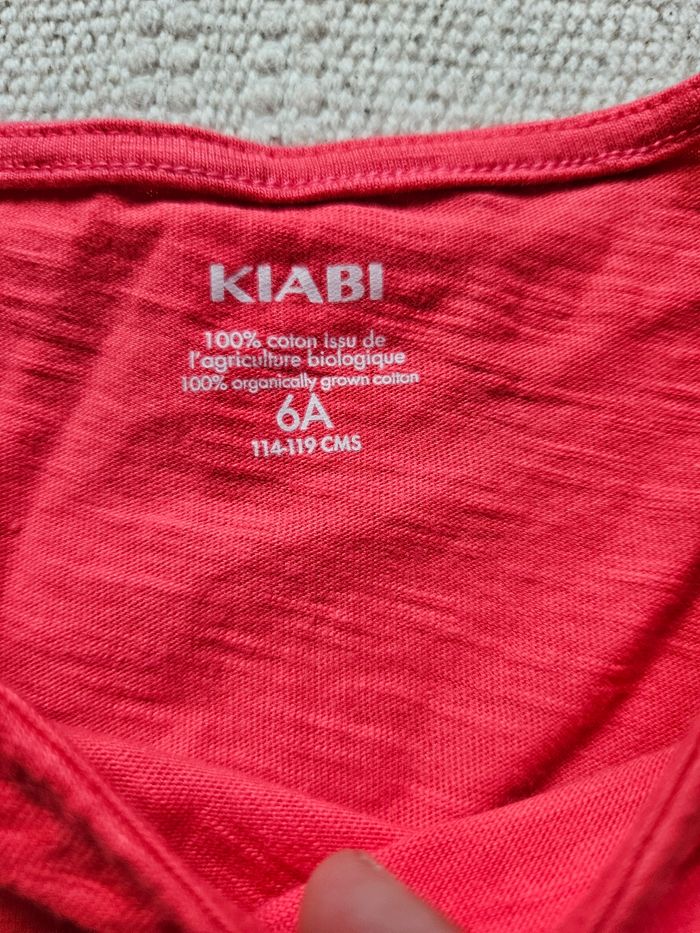 KIABI
100% coton issu de
l'agriculture biologique
100% organically grown cotton
6A
114-119 CMS